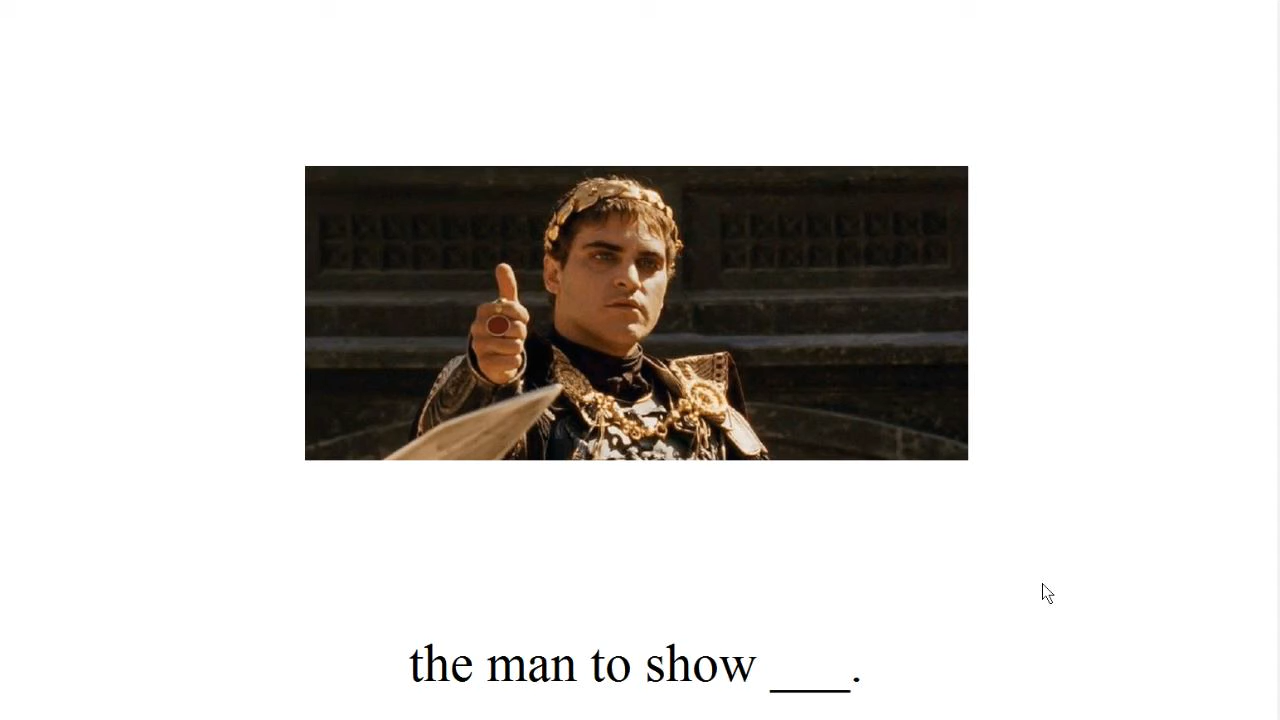 the man to show ___.